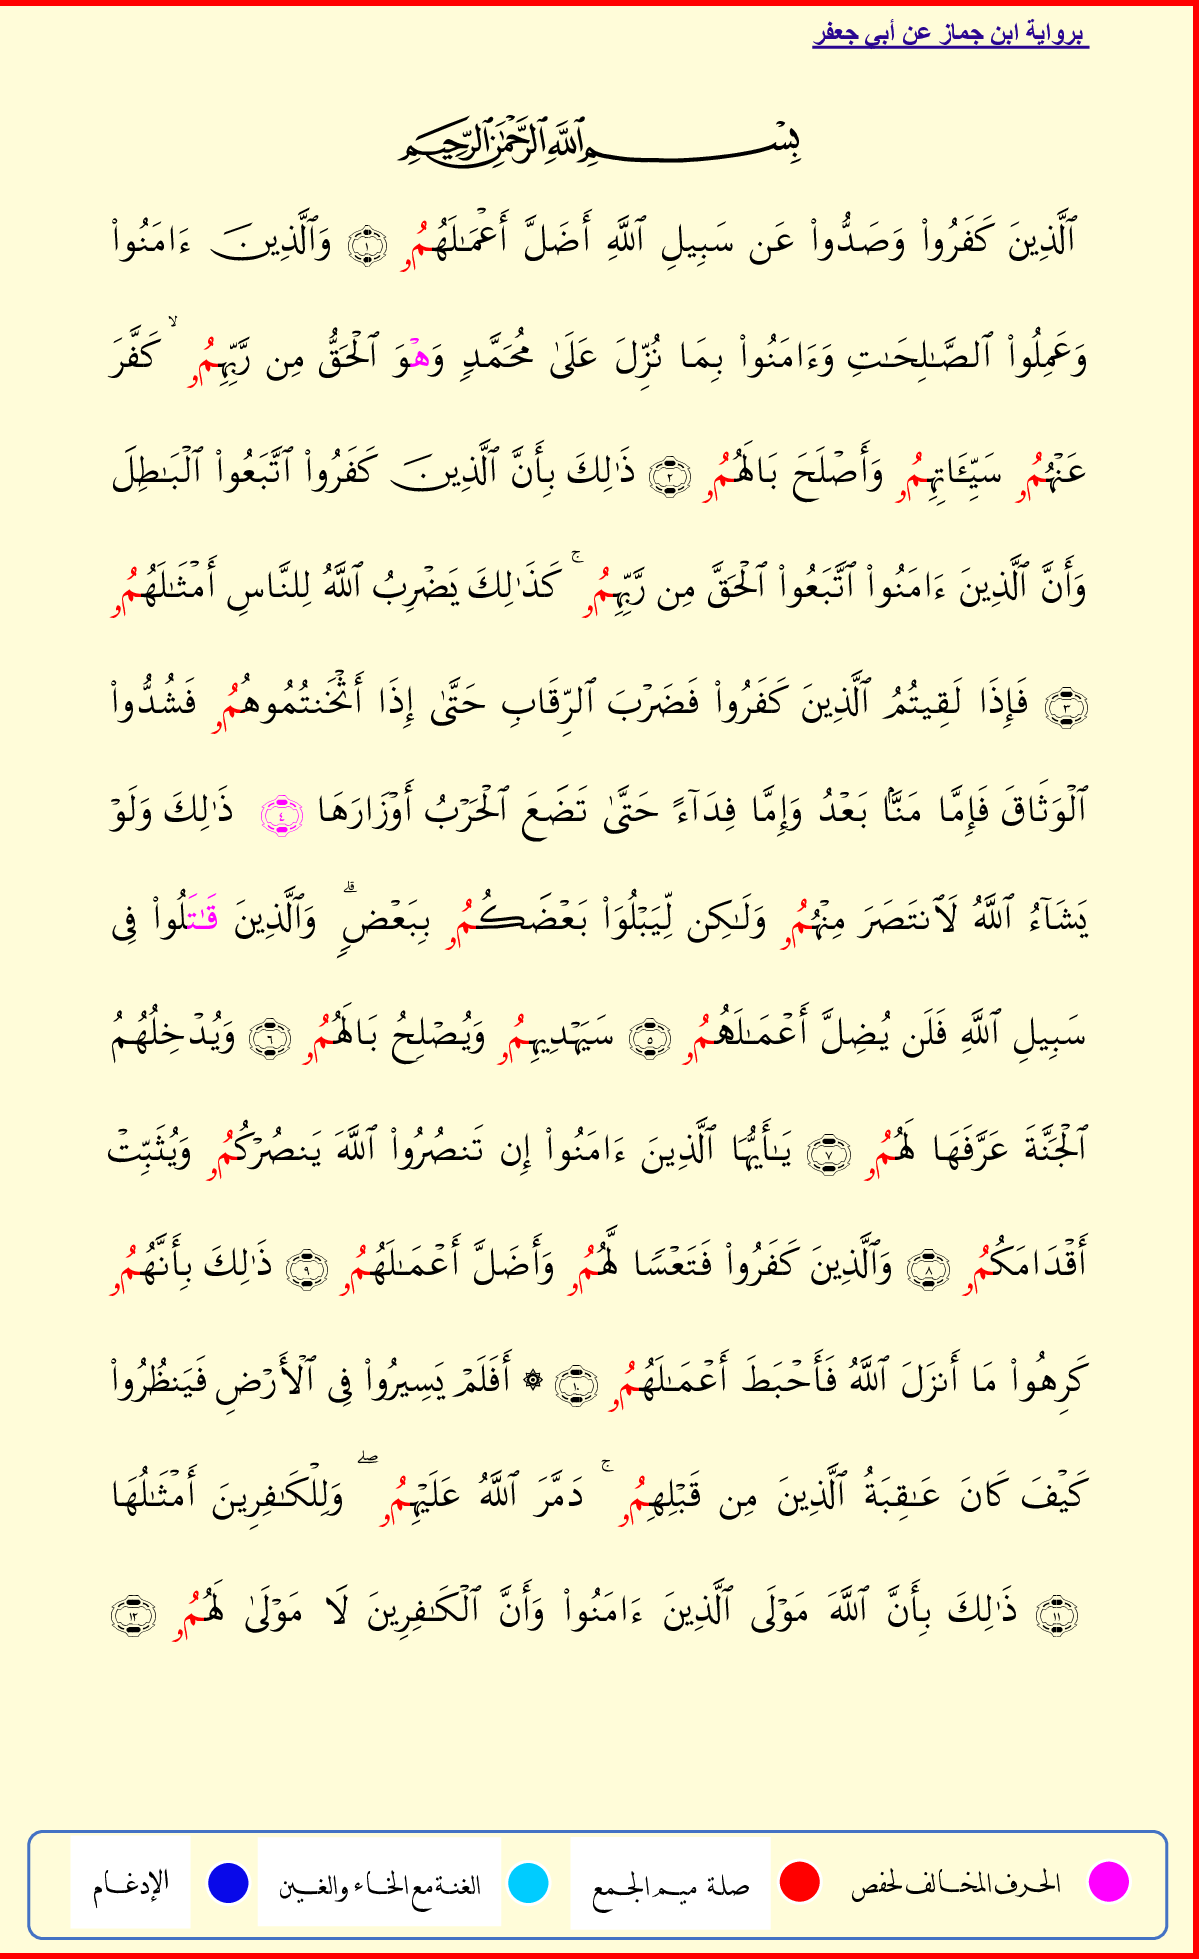 برواية ابن جماز عن أبي جعفر
بِسْمِ ٱللَّهِ ٱلرَّحْمَٰنِ ٱلرَّحِيمِ
ٱلَّذِينَ كَفَرُوا۟ وَصَدُّوا۟ عَن سَبِيلِ ٱللَّهِ أَضَلَّ أَعْمَـٰلَهُمُۥ ١ وَٱلَّذِينَ ءَامَنُوا۟
وَعَمِلُوا۟ ٱلصَّـٰلِحَـٰتِ وَءَامَنُوا۟ بِمَا نُزِّلَ عَلَىٰ مُحَمَّدٍ وَهْوَ ٱلْحَقُّ مِن رَّبِّهِمُۥ ۙ كَفَّرَ
عَنْهُمُۥ سَيِّـَٔاتِهِمُۥ وَأَصْلَحَ بَالَهُمُۥ ٢ ذَٰلِكَ بِأَنَّ ٱلَّذِينَ كَفَرُوا۟ ٱتَّبَعُوا۟ ٱلْبَـٰطِلَ
وَأَنَّ ٱلَّذِينَ ءَامَنُوا۟ ٱتَّبَعُوا۟ ٱلْحَقَّ مِن رَّبِّهِمُۥ ۚ كَذَٰلِكَ يَضْرِبُ ٱللَّهُ لِلنَّاسِ أَمْثَـٰلَهُمُۥ
٣ فَإِذَا لَقِيتُمُ ٱلَّذِينَ كَفَرُوا۟ فَضَرْبَ ٱلرِّقَابِ حَتَّىٰ إِذَا أَثْخَنتُمُوهُمُۥ فَشُدُّوا۟
ٱلْوَثَاقَ فَإِمَّا مَنًّۢا بَعْدُ وَإِمَّا فِدَآءً حَتَّىٰ تَضَعَ ٱلْحَرْبُ أَوْزَارَهَا ٤ ذَٰلِكَ وَلَوْ
يَشَآءُ ٱللَّهُ لَٱنتَصَرَ مِنْهُمُۥ وَلَـٰكِن لِّيَبْلُوَا۟ بَعْضَكُمُۥ بِبَعْضٍ ۗ وَٱلَّذِينَ قَـٰتَلُوا۟ فِى
سَبِيلِ ٱللَّهِ فَلَن يُضِلَّ أَعْمَـٰلَهُمُۥ ٥ سَيَهْدِيهِمُۥ وَيُصْلِحُ بَالَهُمُۥ ٦ وَيُدْخِلُهُمُ
ٱلْجَنَّةَ عَرَّفَهَا لَهُمُۥ ٧ يَـٰٓأَيُّهَا ٱلَّذِينَ ءَامَنُوا۟ إِن تَنصُرُوا۟ ٱللَّهَ يَنصُرْكُمُۥ وَيُثَبِّتْ
أَقْدَامَكُمُۥ ٨ وَٱلَّذِينَ كَفَرُوا۟ فَتَعْسًا لَّهُمُۥ وَأَضَلَّ أَعْمَـٰلَهُمُۥ ٩ ذَٰلِكَ بِأَنَّهُمُۥ
كَرِهُوا۟ مَا أَنزَلَ ٱللَّهُ فَأَحْبَطَ أَعْمَـٰلَهُمُۥ ١٠ ۞ أَفَلَمْ يَسِيرُوا۟ فِى ٱلْأَرْضِ فَيَنظُرُوا۟
كَيْفَ كَانَ عَـٰقِبَةُ ٱلَّذِينَ مِن قَبْلِهِمُۥ ۚ دَمَّرَ ٱللَّهُ عَلَيْهِمُۥ ۖ وَلِلْكَـٰفِرِينَ أَمْثَـٰلُهَا
١١ ذَٰلِكَ بِأَنَّ ٱللَّهَ مَوْلَى ٱلَّذِينَ ءَامَنُوا۟ وَأَنَّ ٱلْكَـٰفِرِينَ لَا مَوْلَىٰ لَهُمُۥ ١٢
الحرف المخالف لحفص صلة ميم الجمع الغنة مع الخاء والغين الإدغام